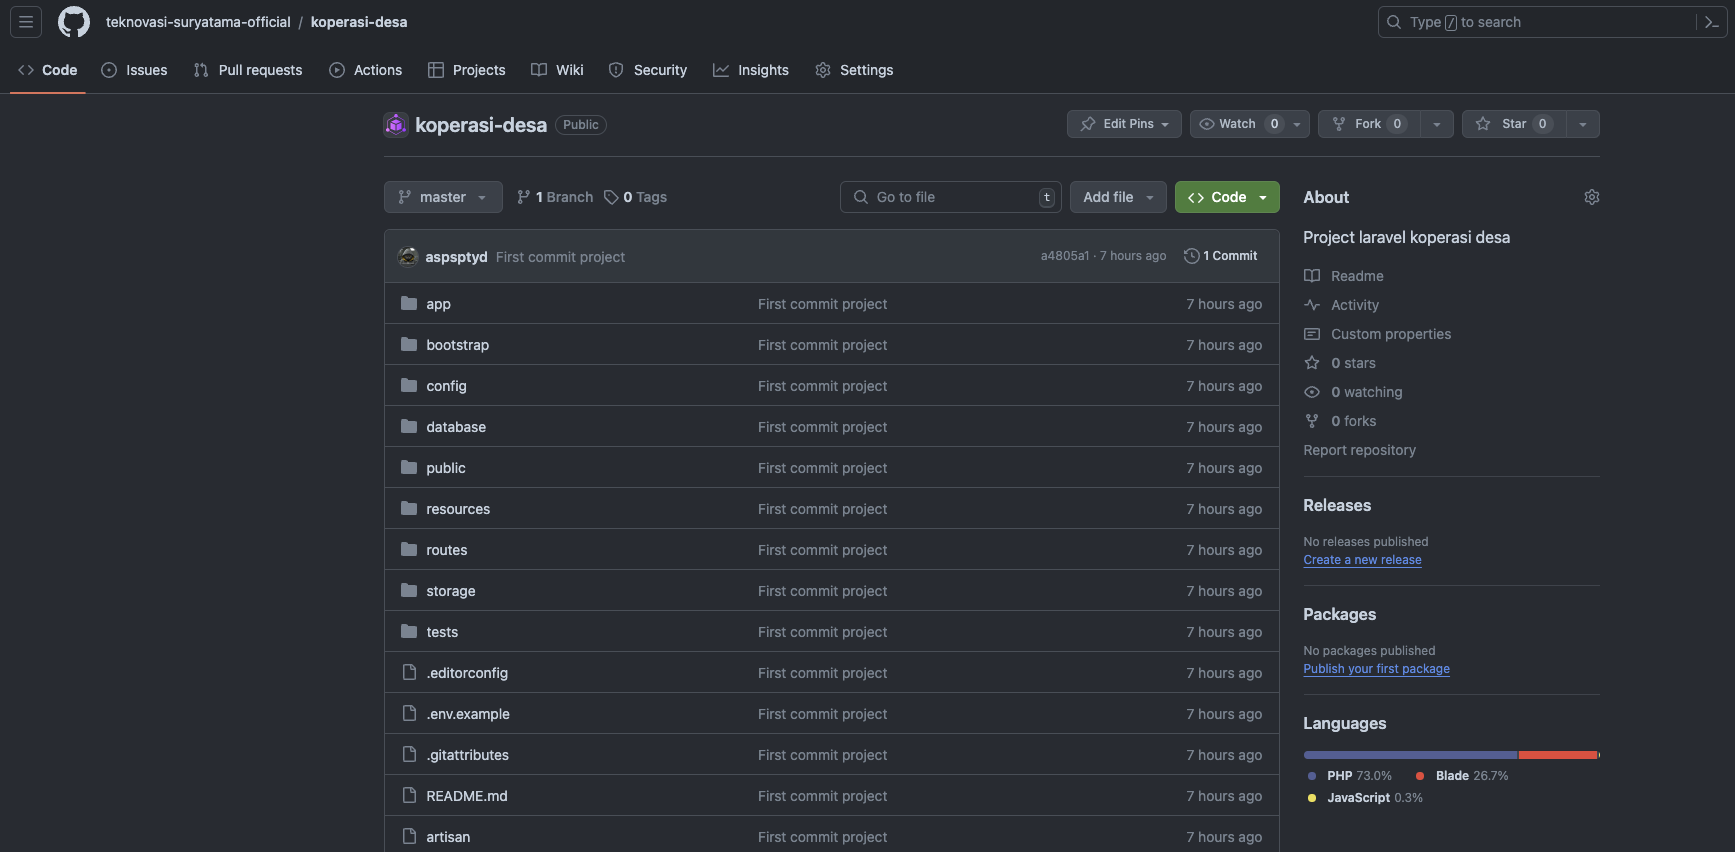 teknovasi-suryatama-official / koperasi-desa
Type / to search
Code Issues Pull requests Actions Projects Wiki Security Insights Settings
koperasi-desa Public
Edit Pins Watch 0 Fork 0 Star 0
master 1 Branch 0 Tags Go to file t Add file Code
aspsptyd First commit project a4805a1 · 7 hours ago 1 Commit
app First commit project 7 hours ago
bootstrap First commit project 7 hours ago
config First commit project 7 hours ago
database First commit project 7 hours ago
public First commit project 7 hours ago
resources First commit project 7 hours ago
routes First commit project 7 hours ago
storage First commit project 7 hours ago
tests First commit project 7 hours ago
.editorconfig First commit project 7 hours ago
.env.example First commit project 7 hours ago
.gitattributes First commit project 7 hours ago
README.md First commit project 7 hours ago
artisan First commit project 7 hours ago
About
Project laravel koperasi desa
Readme
Activity
Custom properties
0 stars
0 watching
0 forks
Report repository
Releases
No releases published
Create a new release
Packages
No packages published
Publish your first package
Languages
PHP 73.0% Blade 26.7%
JavaScript 0.3%